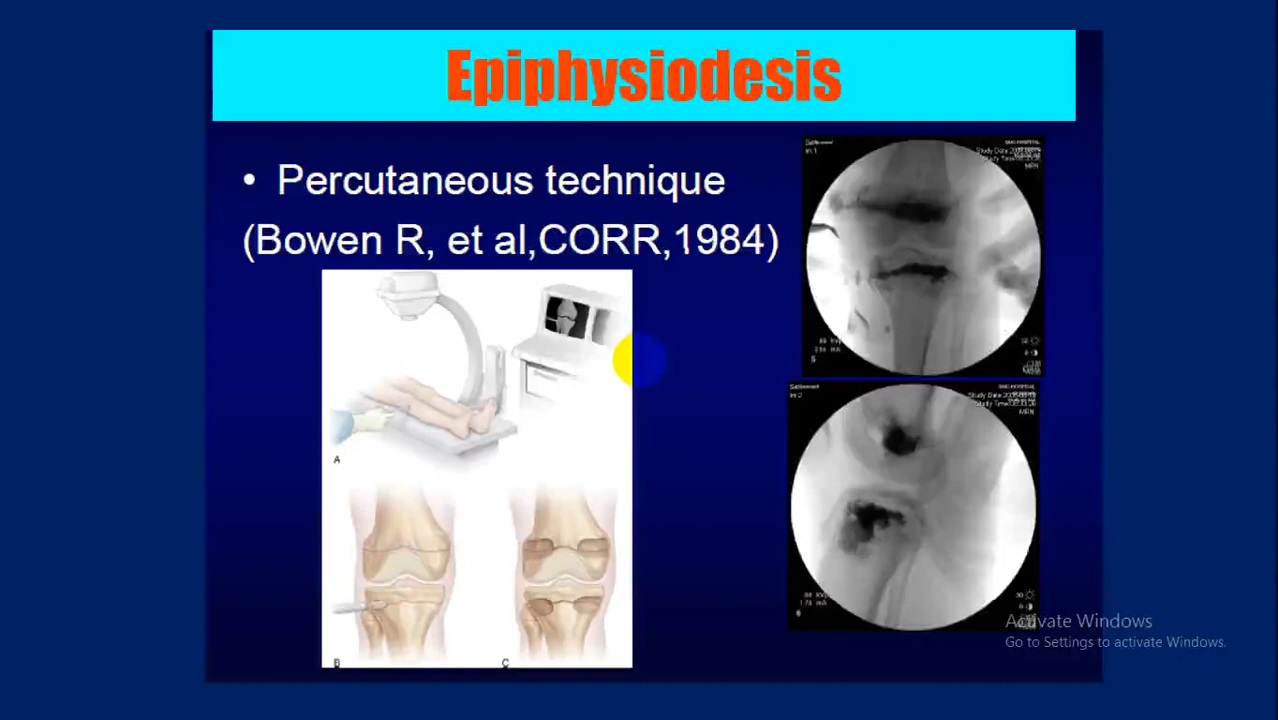 Epiphysiodesis
• Percutaneous technique
(Bowen R, et al,CORR,1984)
A
B
C
Activate Windows
Go to Settings to activate Windows.